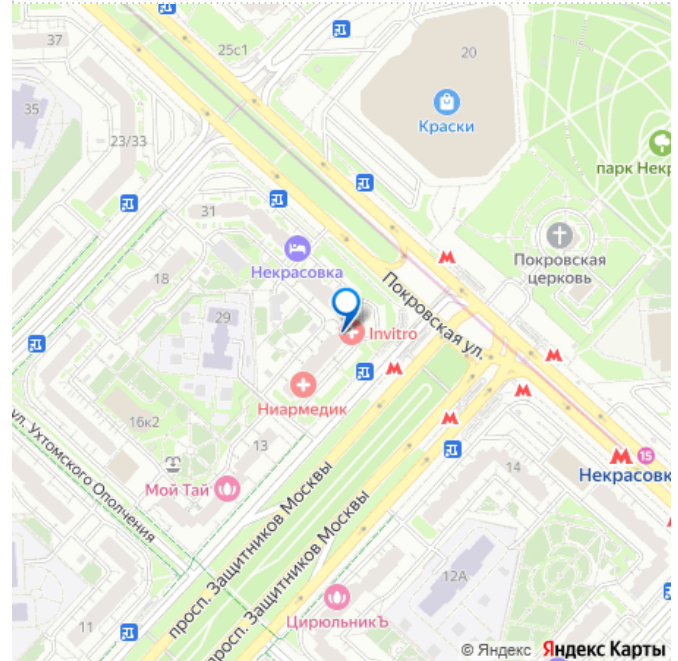 37
25с1
20
Краски
35
23/33
парк Некр
31
Покровская
церковь
Некрасовка
18
Покровская ул.
29
Invitro
Ниармедик
16к2
13
14
15
Некрасовк
Мой Тай
ул. Ухтомского Ополчения
просп. Защитников Москвы
просп. Защитников Москвы
12А
ЦирюльникЪ
11
© Яндекс Яндекс Карты